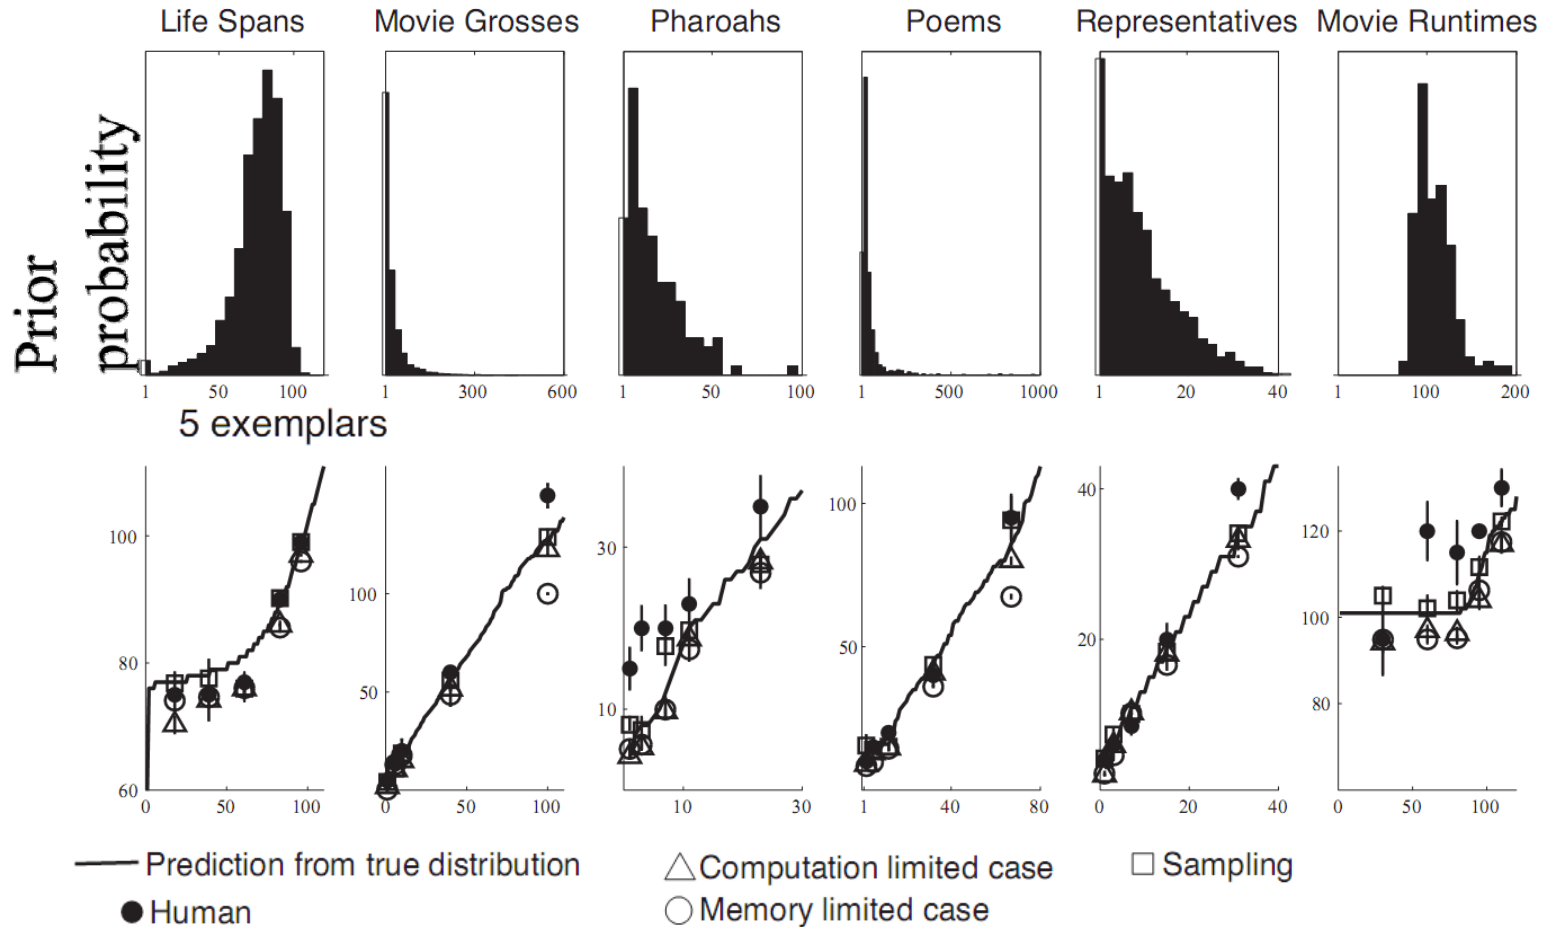 Life Spans Movie Grosses Pharoahs Poems Representatives Movie Runtimes
Prior
probability
1 50 100 1 300 600 1 50 100 1 500 1000 1 20 40 1 100 200
5 exemplars
100
80
60
0 50 100
100
50
0 50 100
30
10
10 30
100
50
1 40 80
40
20
0 20 40
120
100
80
0 50 100
Prediction from true distribution Computation limited case Sampling
Human Memory limited case